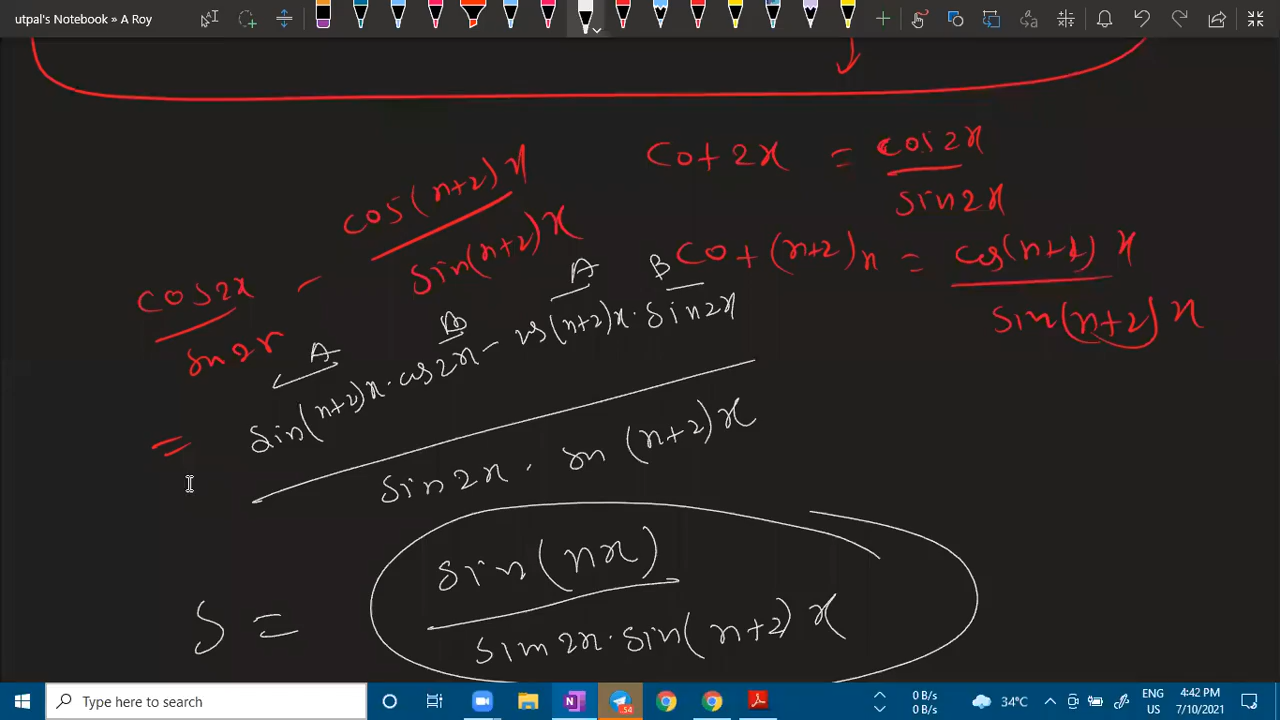 utpal's Notebook » A Roy
cos(n+2)x
sin(n+2)x
cos2x
sin2x
−
cot 2x = cos2x
sin2x
cot(n+2)x = cos(n+2)x
sin(n+2)x
A B A B
= sin(n+2)x·cos2x − cos(n+2)x·sin2x
sin2x · sin(n+2)x
S = sin(nx)
sin2x·sin(n+2)x
Type here to search
54
0 B/s
0 B/s
34°C
ENG
US
4:42 PM
7/10/2021